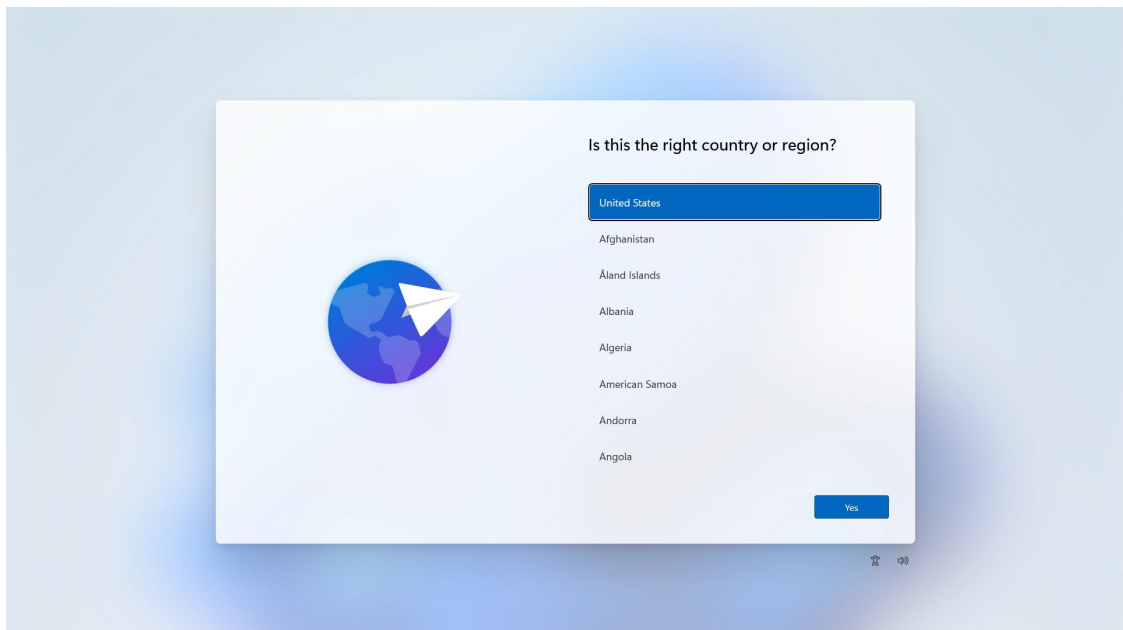 Is this the right country or region?
United States
Afghanistan
Åland Islands
Albania
Algeria
American Samoa
Andorra
Angola
Yes